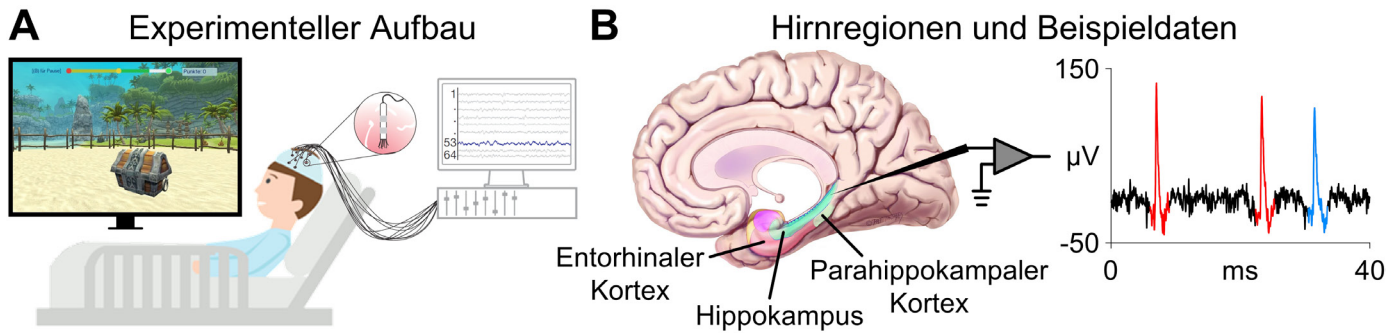 A Experimenteller Aufbau
Punkte: 0
1
.
.
.
53
64
B Hirnregionen und Beispieldaten
Entorhinaler
Kortex
Hippokampus
Parahippokampaler
Kortex
150
µV
-50
0 ms 40